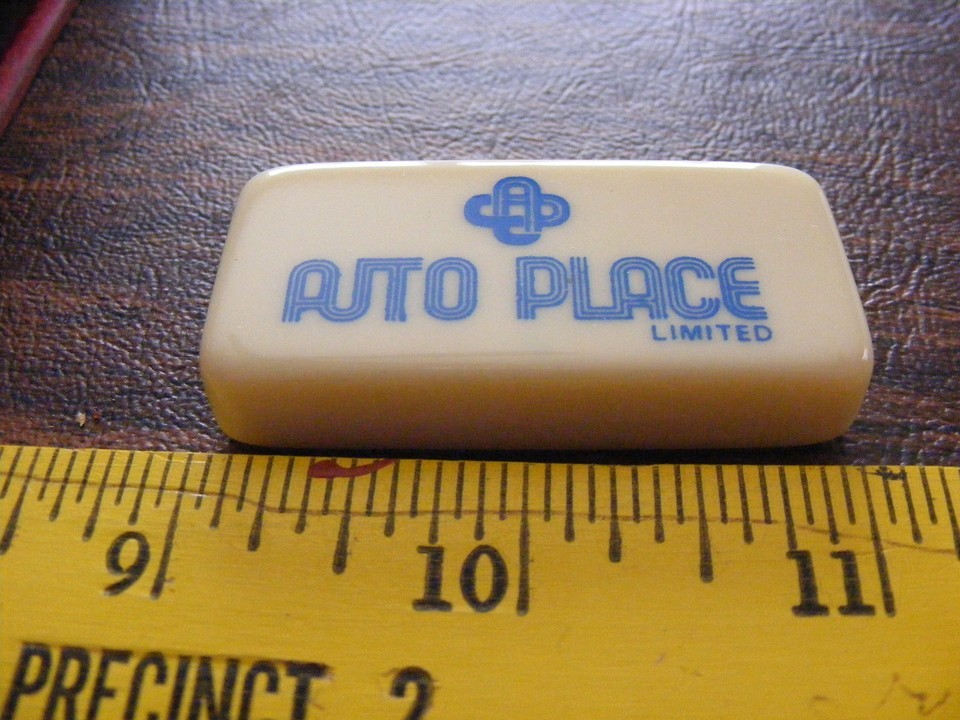 AUTO PLACE
LIMITED
9 10 11
PRECINCT 2